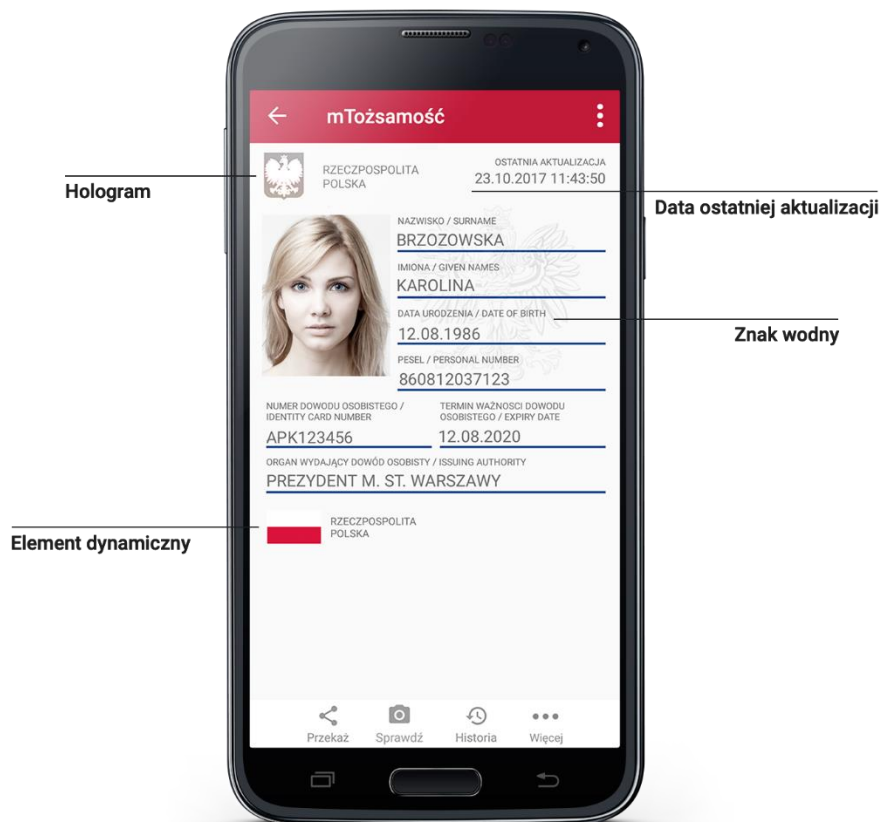 mTożsamość
RZECZPOSPOLITA
POLSKA
OSTATNIA AKTUALIZACJA
23.10.2017 11:43:50
Hologram
Data ostatniej aktualizacji
NAZWISKO / SURNAME
BRZOZOWSKA
IMIONA / GIVEN NAMES
KAROLINA
DATA URODZENIA / DATE OF BIRTH
12.08.1986
Znak wodny
PESEL / PERSONAL NUMBER
860812037123
NUMER DOWODU OSOBISTEGO /
IDENTITY CARD NUMBER
APK123456
TERMIN WAŻNOSCI DOWODU
OSOBISTEGO / EXPIRY DATE
12.08.2020
ORGAN WYDAJĄCY DOWÓD OSOBISTY / ISSUING AUTHORITY
PREZYDENT M. ST. WARSZAWY
RZECZPOSPOLITA
POLSKA
Element dynamiczny
Przekaż
Sprawdź
Historia
Więcej